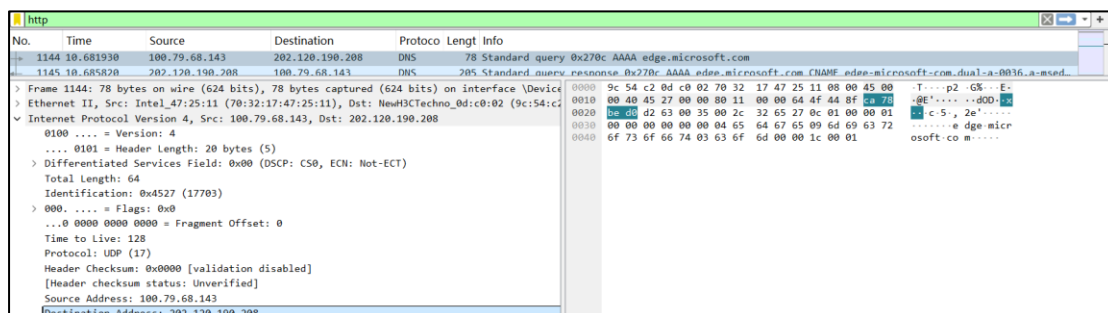 http
No. Time Source Destination Protoco Lengt Info
1144 10.681930 100.79.68.143 202.120.190.208 DNS 78 Standard query 0x270c AAAA edge.microsoft.com
1145 10.685820 202.120.190.208 100.79.68.143 DNS 205 Standard query response 0x270c AAAA edge.microsoft.com CNAME edge-microsoft-com.dual-a-0036.a-msed…
Frame 1144: 78 bytes on wire (624 bits), 78 bytes captured (624 bits) on interface \Device
Ethernet II, Src: Intel_47:25:11 (70:32:17:47:25:11), Dst: NewH3CTechno_0d:c0:02 (9c:54:c2
Internet Protocol Version 4, Src: 100.79.68.143, Dst: 202.120.190.208
0100 .... = Version: 4
.... 0101 = Header Length: 20 bytes (5)
Differentiated Services Field: 0x00 (DSCP: CS0, ECN: Not-ECT)
Total Length: 64
Identification: 0x4527 (17703)
000. .... = Flags: 0x0
...0 0000 0000 0000 = Fragment Offset: 0
Time to Live: 128
Protocol: UDP (17)
Header Checksum: 0x0000 [validation disabled]
[Header checksum status: Unverified]
Source Address: 100.79.68.143
Destination Address: 202.120.190.208
0000 9c 54 c2 0d c0 02 70 32 17 47 25 11 08 00 45 00 ·T····p2 ·G%···E·
0010 00 40 45 27 00 00 80 11 00 00 64 4f 44 8f ca 78 ·@E'···· ··dOD··x
0020 be d0 d2 63 00 35 00 2c 32 65 27 0c 01 00 00 01 ···c·5·, 2e'·····
0030 00 00 00 00 00 00 04 65 64 67 65 09 6d 69 63 72 ·······e dge·micr
0040 6f 73 6f 66 74 03 63 6f 6d 00 00 1c 00 01 osoft·co m·····